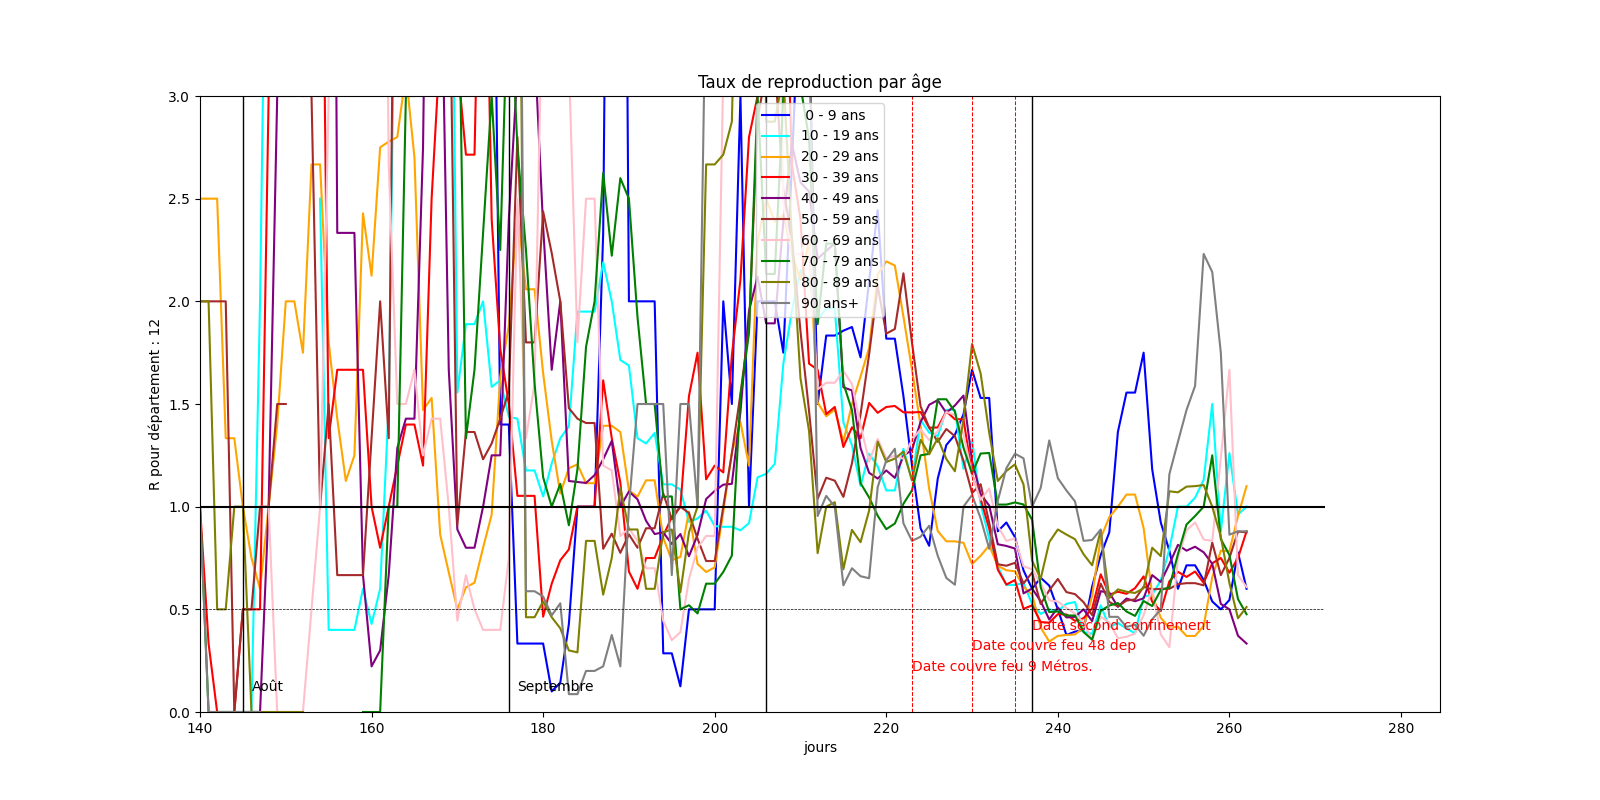 Taux de reproduction par âge
R pour département : 12
3.0
2.5
2.0
1.5
1.0
0.5
0.0
0 - 9 ans
10 - 19 ans
20 - 29 ans
30 - 39 ans
40 - 49 ans
50 - 59 ans
60 - 69 ans
70 - 79 ans
80 - 89 ans
90 ans+
Date second confinement
Date couvre feu 48 dep
Date couvre feu 9 Métros.
Août
Septembre
140
160
180
200
220
240
260
280
jours